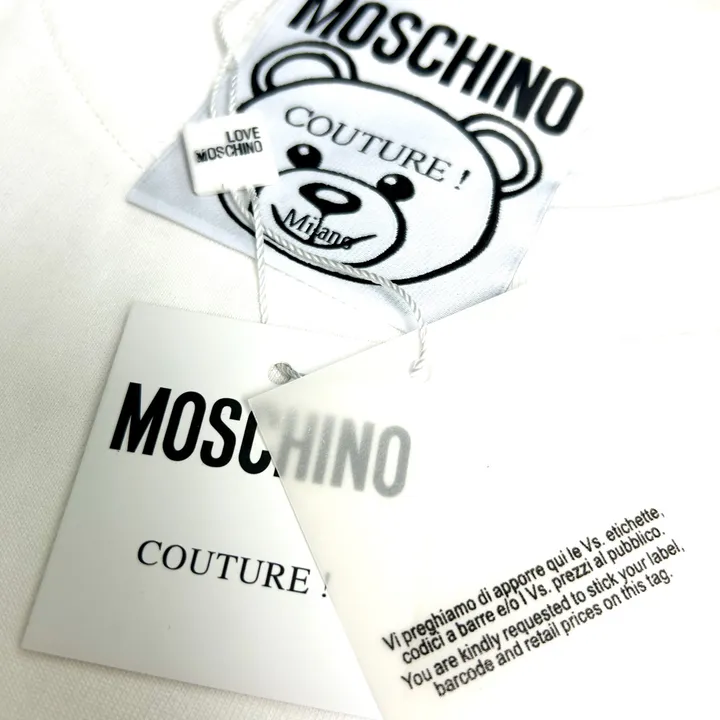 MOSCHINO
COUTURE !
Milano
LOVE
MOSCHINO
MOSCHINO
COUTURE !
Vi preghiamo di apporre qui le Vs. etichette,
codici a barre e/o I Vs. prezzi al pubblico.
You are kindly requested to stick your label,
barcode and retail prices on this tag.